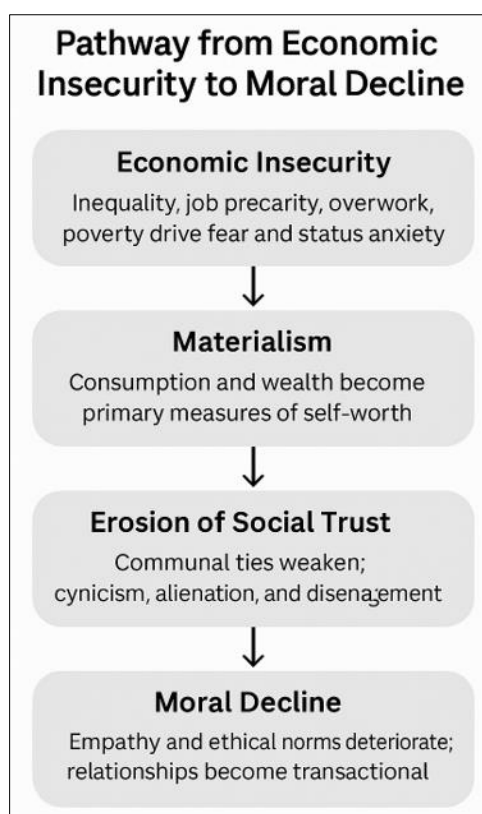 Pathway from Economic
Insecurity to Moral Decline
Economic Insecurity
Inequality, job precarity, overwork,
poverty drive fear and status anxiety
Materialism
Consumption and wealth become
primary measures of self-worth
Erosion of Social Trust
Communal ties weaken;
cynicism, alienation, and disenagement
Moral Decline
Empathy and ethical norms deteriorate;
relationships become transactional